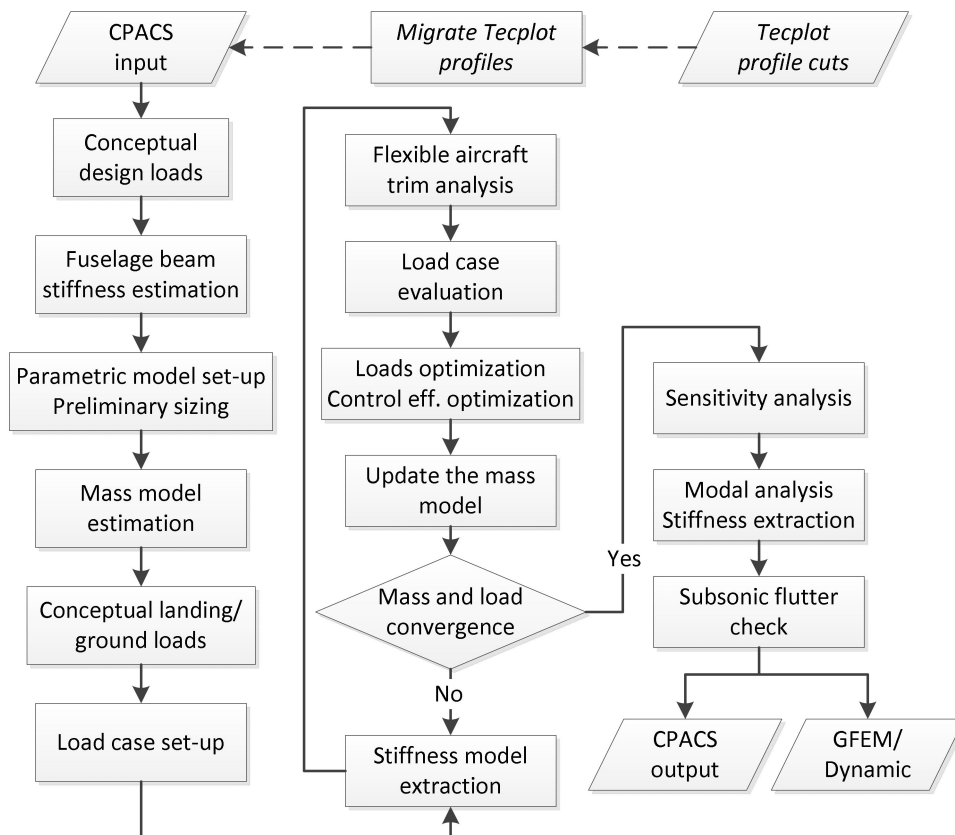 CPACS
input
Migrate Tecplot
profiles
Tecplot
profile cuts
Conceptual
design loads
Fuselage beam
stiffness estimation
Parametric model set-up
Preliminary sizing
Mass model
estimation
Conceptual landing/
ground loads
Load case set-up
Flexible aircraft
trim analysis
Load case
evaluation
Loads optimization
Control eff. optimization
Update the mass
model
Mass and load
convergence
No
Stiffness model
extraction
Yes
Sensitivity analysis
Modal analysis
Stiffness extraction
Subsonic flutter
check
CPACS
output
GFEM/
Dynamic